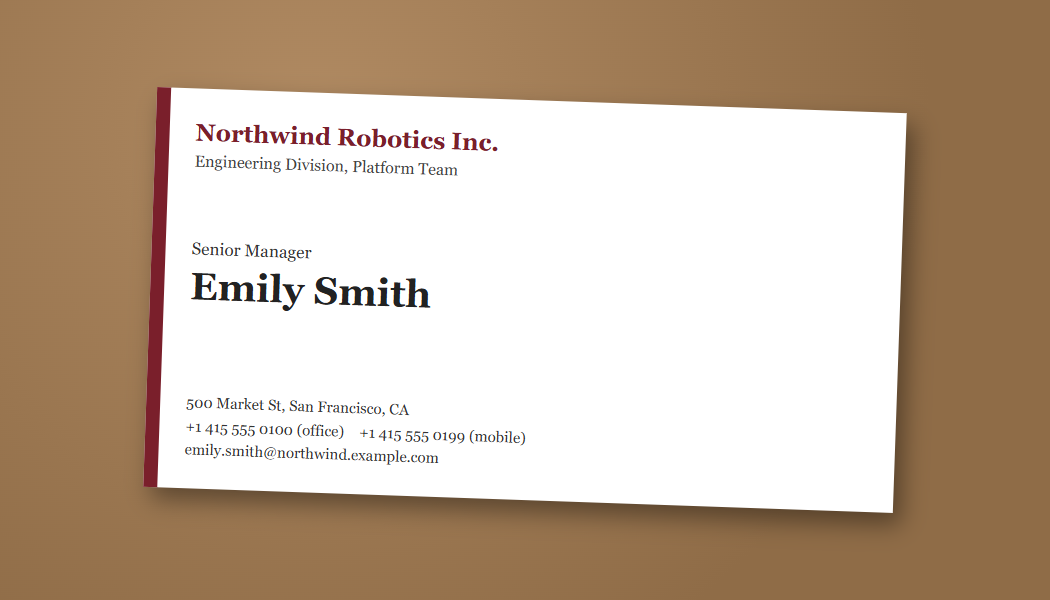 Northwind Robotics Inc.
Engineering Division, Platform Team
Senior Manager
Emily Smith
500 Market St, San Francisco, CA
+1 415 555 0100 (office) +1 415 555 0199 (mobile)
emily.smith@northwind.example.com